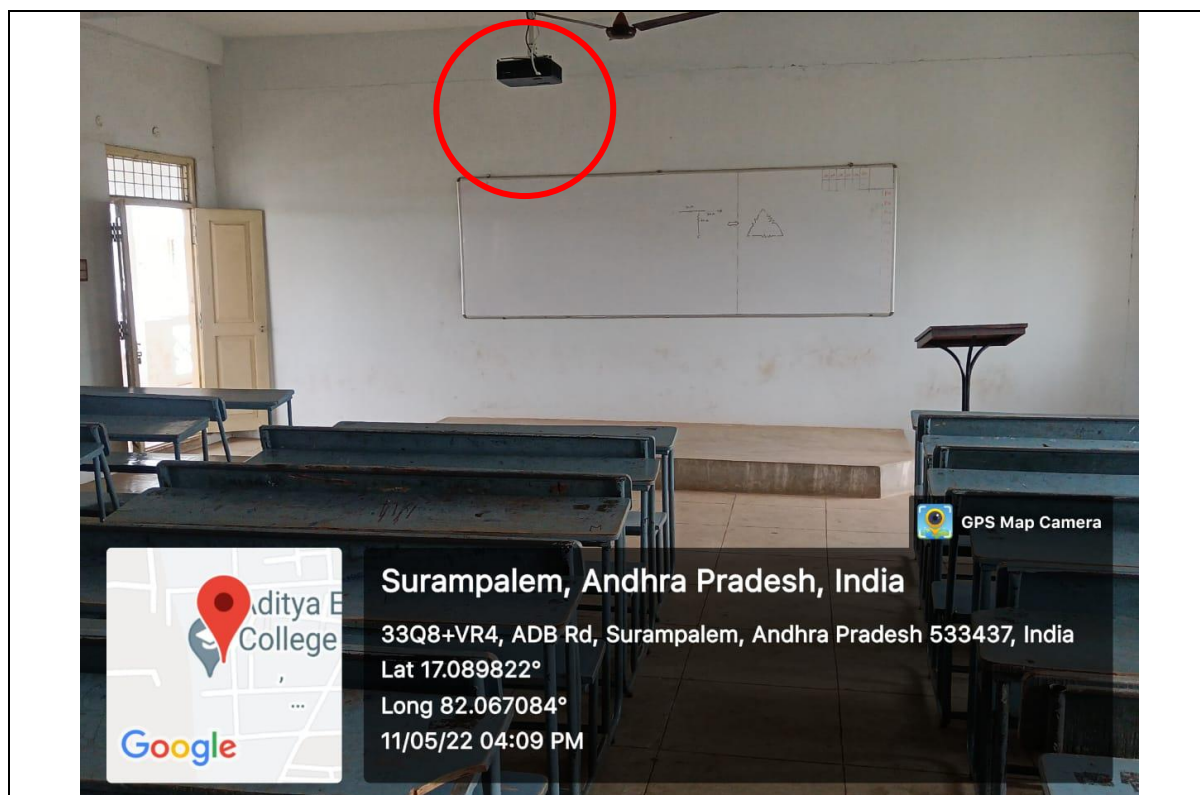 GPS Map Camera
Surampalem, Andhra Pradesh, India
33Q8+VR4, ADB Rd, Surampalem, Andhra Pradesh 533437, India
Lat 17.089822°
Long 82.067084°
11/05/22 04:09 PM
Aditya E
College
Google